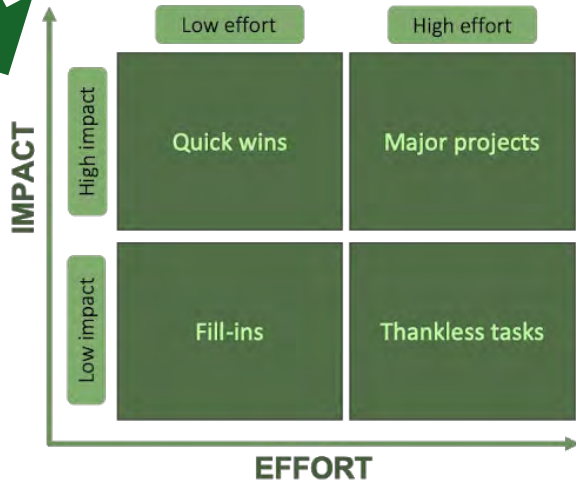 Low effort
High effort
IMPACT
High impact
Quick wins
Major projects
Low impact
Fill-ins
Thankless tasks
EFFORT